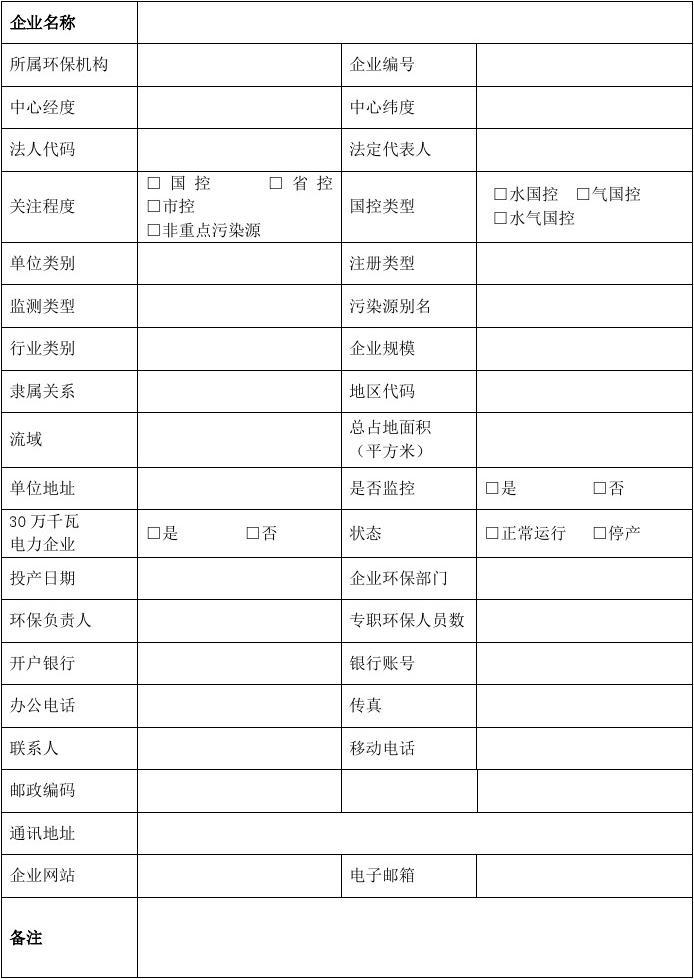 企业名称
所属环保机构 企业编号
中心经度 中心纬度
法人代码 法定代表人
关注程度 □国控 □省控 国控类型 □水国控 □气国控
□市控 □水气国控
□非重点污染源
单位类别 注册类型
监测类型 污染源别名
行业类别 企业规模
隶属关系 地区代码
流域 总占地面积
（平方米）
单位地址 是否监控 □是 □否
30万千瓦
电力企业 □是 □否 状态 □正常运行 □停产
投产日期 企业环保部门
环保负责人 专职环保人员数
开户银行 银行账号
办公电话 传真
联系人 移动电话
邮政编码
通讯地址
企业网站 电子邮箱
备注